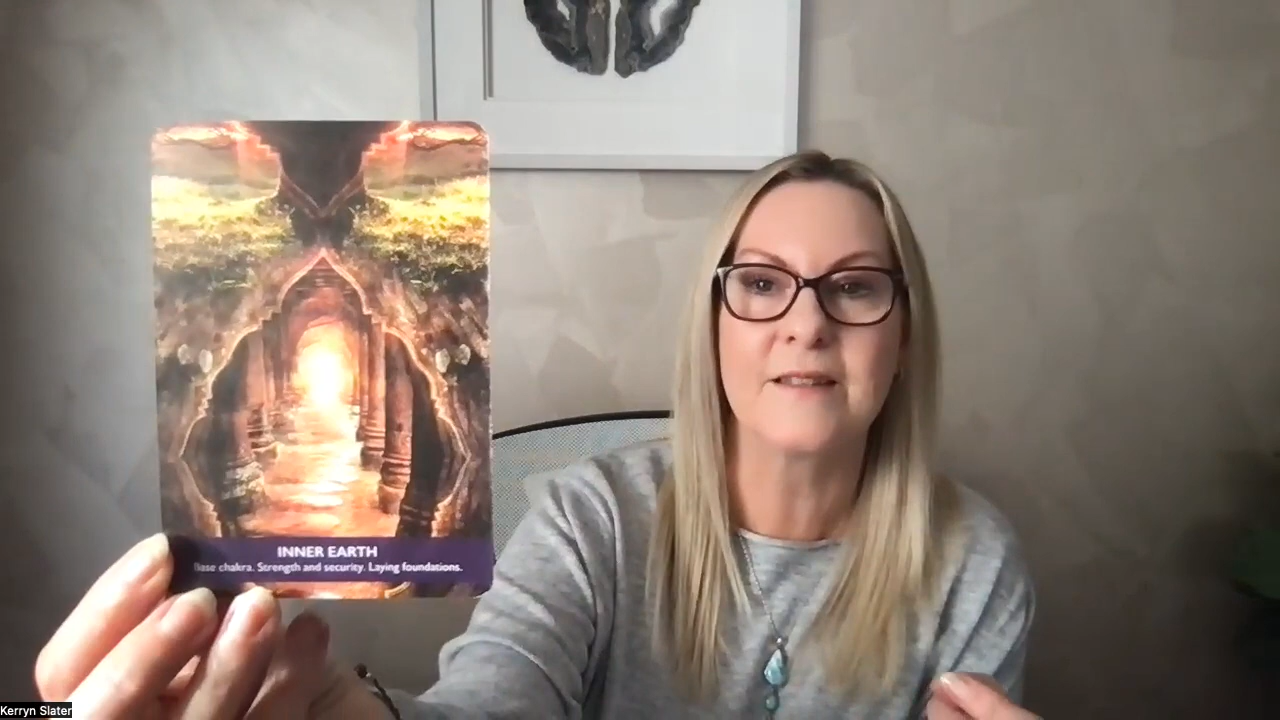 INNER EARTH
Base chakra. Strength and security. Laying foundations.
Kerryn Slater